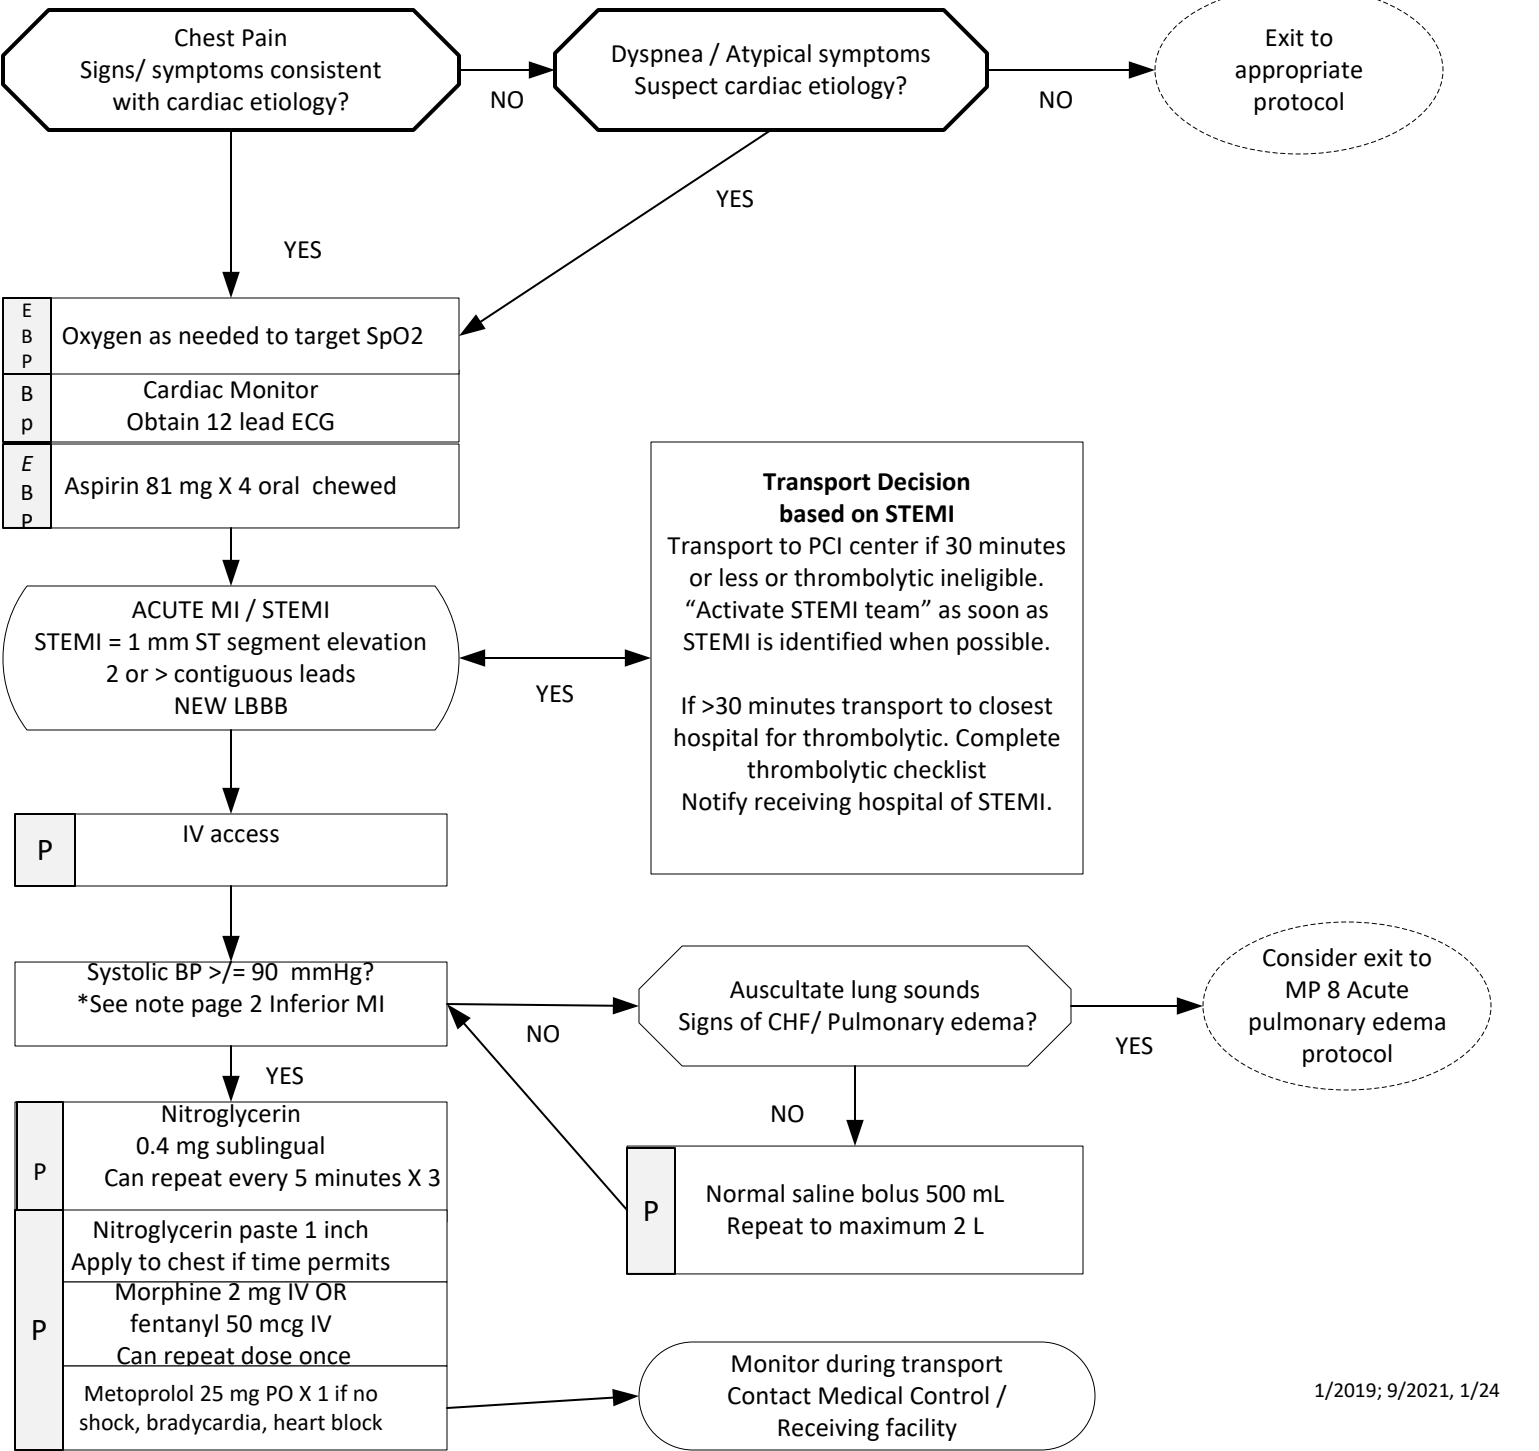 Chest Pain
Signs/ symptoms consistent
with cardiac etiology?
NO
Dyspnea / Atypical symptoms
Suspect cardiac etiology?
NO
Exit to
appropriate
protocol
YES
YES
E
B
P
Oxygen as needed to target SpO2
B
p
Cardiac Monitor
Obtain 12 lead ECG
E
B
P
Aspirin 81 mg X 4 oral chewed
ACUTE MI / STEMI
STEMI = 1 mm ST segment elevation
2 or > contiguous leads
NEW LBBB
YES
Transport Decision
based on STEMI
Transport to PCI center if 30 minutes
or less or thrombolytic ineligible.
“Activate STEMI team” as soon as
STEMI is identified when possible.
If >30 minutes transport to closest
hospital for thrombolytic. Complete
thrombolytic checklist
Notify receiving hospital of STEMI.
P
IV access
Systolic BP >/= 90 mmHg?
*See note page 2 Inferior MI
NO
Auscultate lung sounds
Signs of CHF/ Pulmonary edema?
YES
Consider exit to
MP 8 Acute
pulmonary edema
protocol
YES
NO
P
Nitroglycerin
0.4 mg sublingual
Can repeat every 5 minutes X 3
P
Normal saline bolus 500 mL
Repeat to maximum 2 L
P
Nitroglycerin paste 1 inch
Apply to chest if time permits
Morphine 2 mg IV OR
fentanyl 50 mcg IV
Can repeat dose once
Metoprolol 25 mg PO X 1 if no
shock, bradycardia, heart block
Monitor during transport
Contact Medical Control /
Receiving facility
1/2019; 9/2021, 1/24